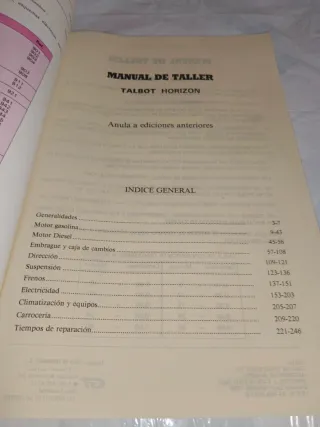 MANUAL DE TALLER
TALBOT HORIZON
Anula a ediciones anteriores
INDICE GENERAL
Generalidades 5-7
Motor gasolina 9-43
Motor Diesel 45-56
Embrague y caja de cambios 57-108
Dirección 109-121
Suspensión 123-136
Frenos 137-151
Electricidad 153-203
Climatización y equipos 205-207
Carrocería 209-220
Tiempos de reparación 221-246